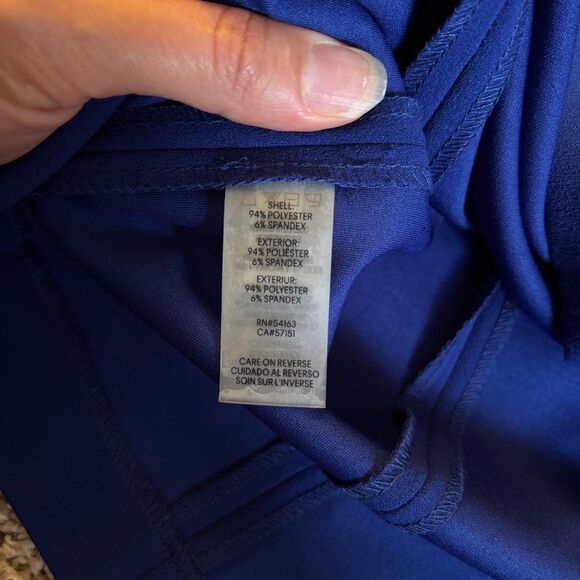 SHELL:
94% POLYESTER
6% SPANDEX
EXTERIOR:
94% POLIÉSTER
6% SPANDEX
EXTERIUR:
94% POLYESTER
6% SPANDEX
RN#54163
CA#57151
CARE ON REVERSE
CUIDADO AL REVERSO
SOIN SUR L'INVERSE